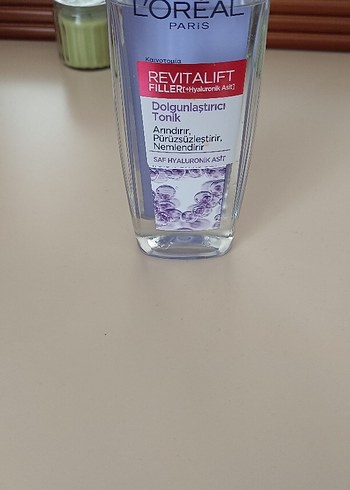 L'ORÉAL
PARIS
REVITALIFT
FILLER[+Hyaluronik Asit]
Dolgunlaştırıcı
Tonik
Arındırır,
Pürüzsüzleştirir,
Nemlendirir
SAF HYALURONİK ASİT